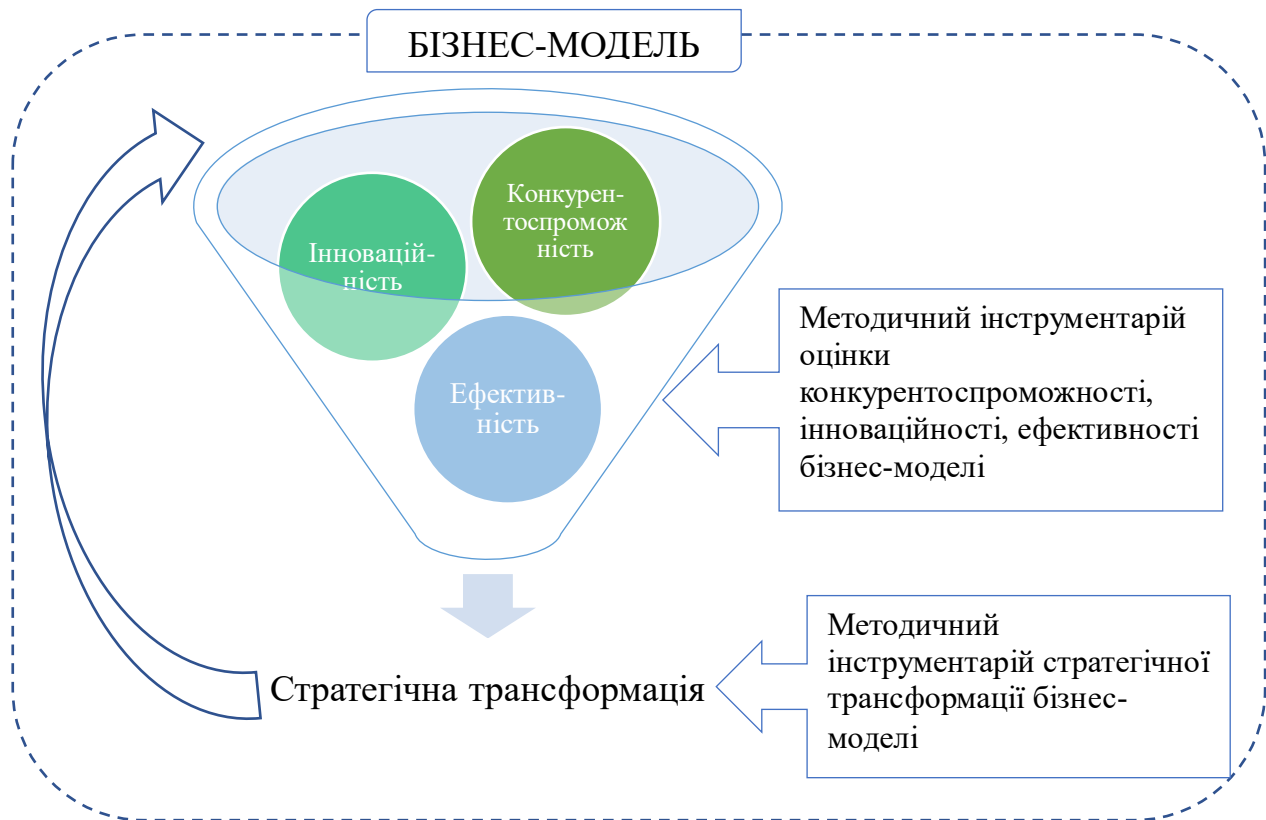 БІЗНЕС-МОДЕЛЬ
Конкурен-
тоспромож
ність
Інновацій-
ність
Ефектив-
ність
Методичний інструментарій
оцінки
конкурентоспроможності,
інноваційності, ефективності
бізнес-моделі
Методичний
інструментарій стратегічної
трансформації бізнес-
моделі
Стратегічна трансформація